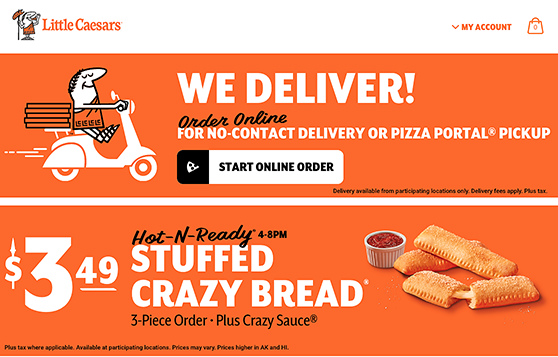 Little Caesars®
MY ACCOUNT
0
WE DELIVER!
Order Online
FOR NO-CONTACT DELIVERY OR PIZZA PORTAL® PICKUP
START ONLINE ORDER
Delivery available from participating locations only. Delivery fees apply. Plus tax.
$3.49
Hot-N-Ready® 4-8PM
STUFFED
CRAZY BREAD®
3-Piece Order • Plus Crazy Sauce®
Plus tax where applicable. Available at participating locations. Prices may vary. Prices higher in AK and HI.